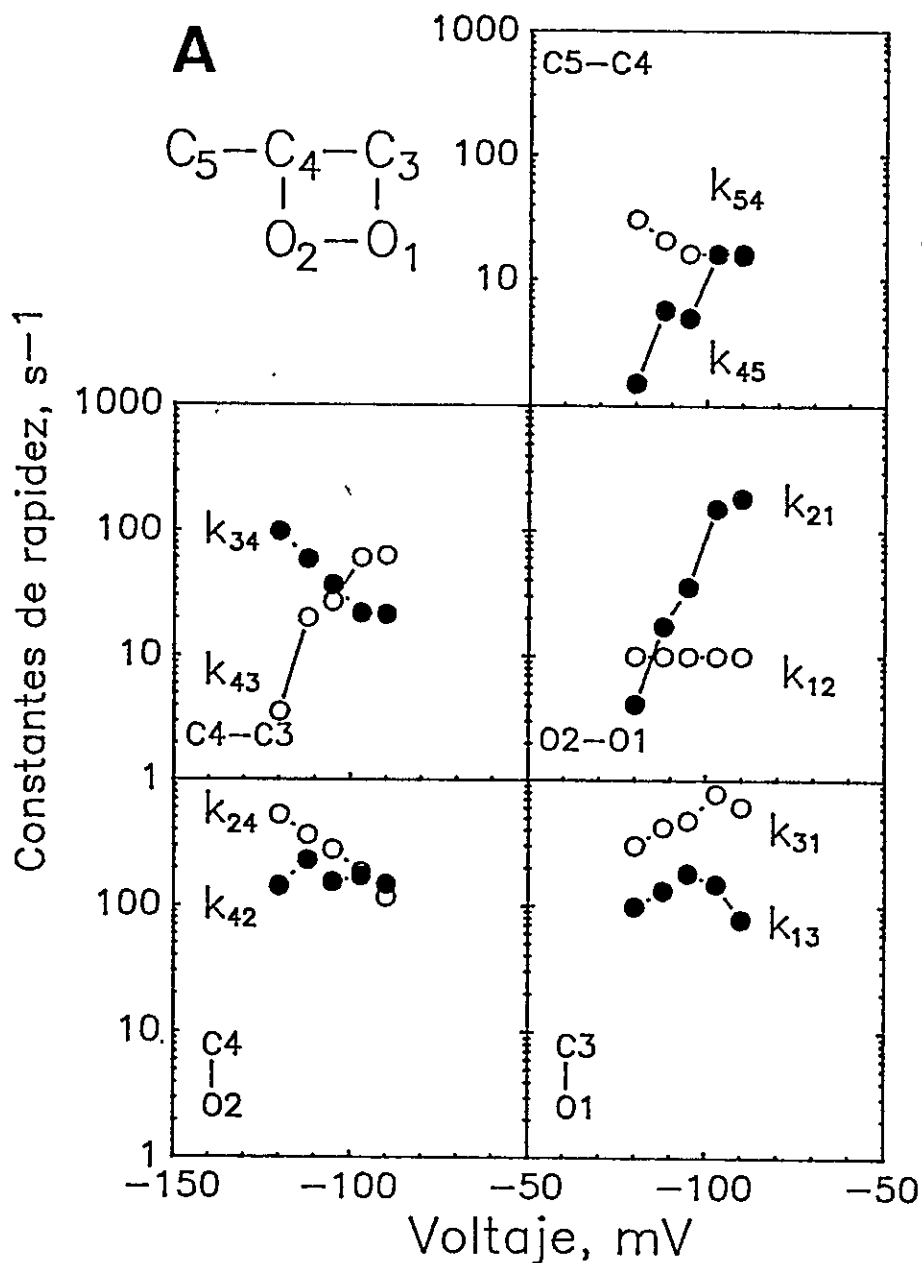 A
1000
C5-C4
C5-C4-C3
O2-O1
100
k54
10
k45
Constantes de rapidez, s-1
1000
k34
100
k43
10
C4-C3
1
k21
k12
O2-O1
k24
k42
100
10
C4
O2
1
k31
k13
C3
O1
-150
-100
-50
-100
-50
Voltaje, mV